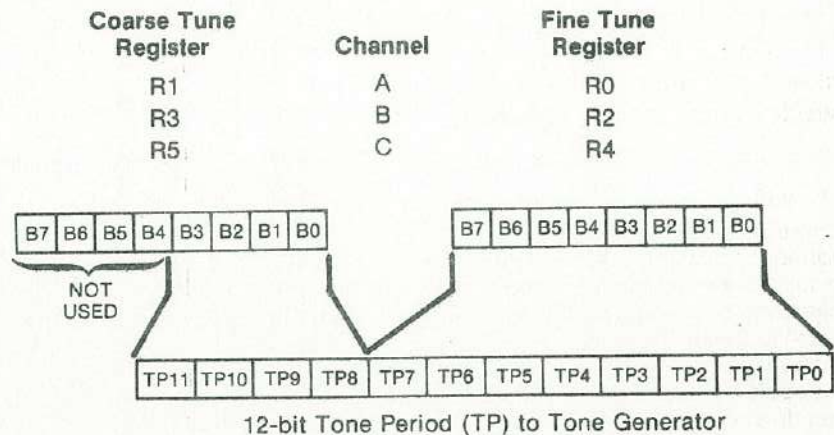 Coarse Tune Register
Channel
Fine Tune Register
R1 A R0
R3 B R2
R5 C R4
B7 B6 B5 B4 B3 B2 B1 B0
B7 B6 B5 B4 B3 B2 B1 B0
NOT
USED
TP11 TP10 TP9 TP8 TP7 TP6 TP5 TP4 TP3 TP2 TP1 TP0
12-bit Tone Period (TP) to Tone Generator